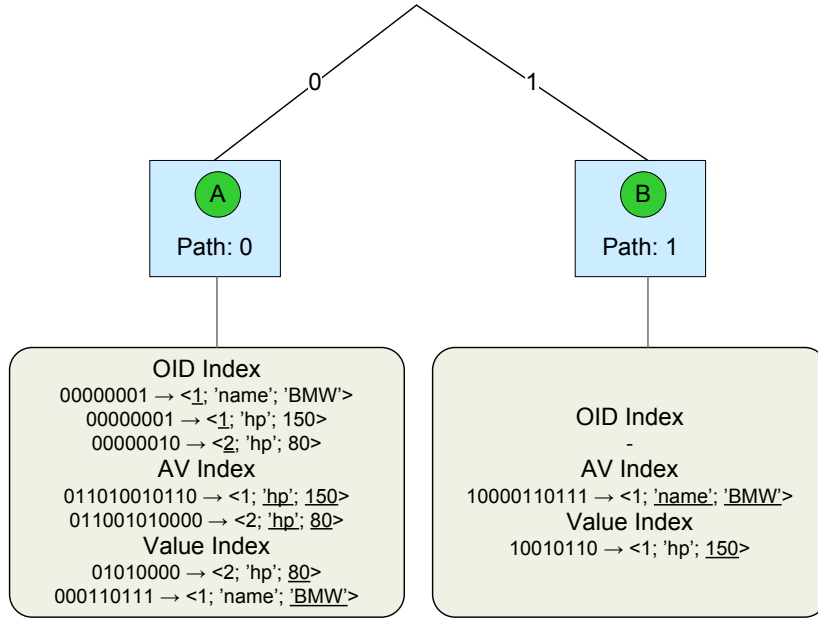 0
1
A
Path: 0
B
Path: 1
OID Index
00000001 → <1; 'name'; 'BMW'>
00000001 → <1; ’hp’; 150>
00000010 → <2; ’hp’; 80>
AV Index
011010010110 → <1; ’hp’; 150>
011001010000 → <2; ’hp’; 80>
Value Index
01010000 → <2; ’hp’; 80>
000110111 → <1; ’name’; ’BMW’>
OID Index
-
AV Index
10000110111 → <1; ’name’; ’BMW’>
Value Index
10010110 → <1; ’hp’; 150>